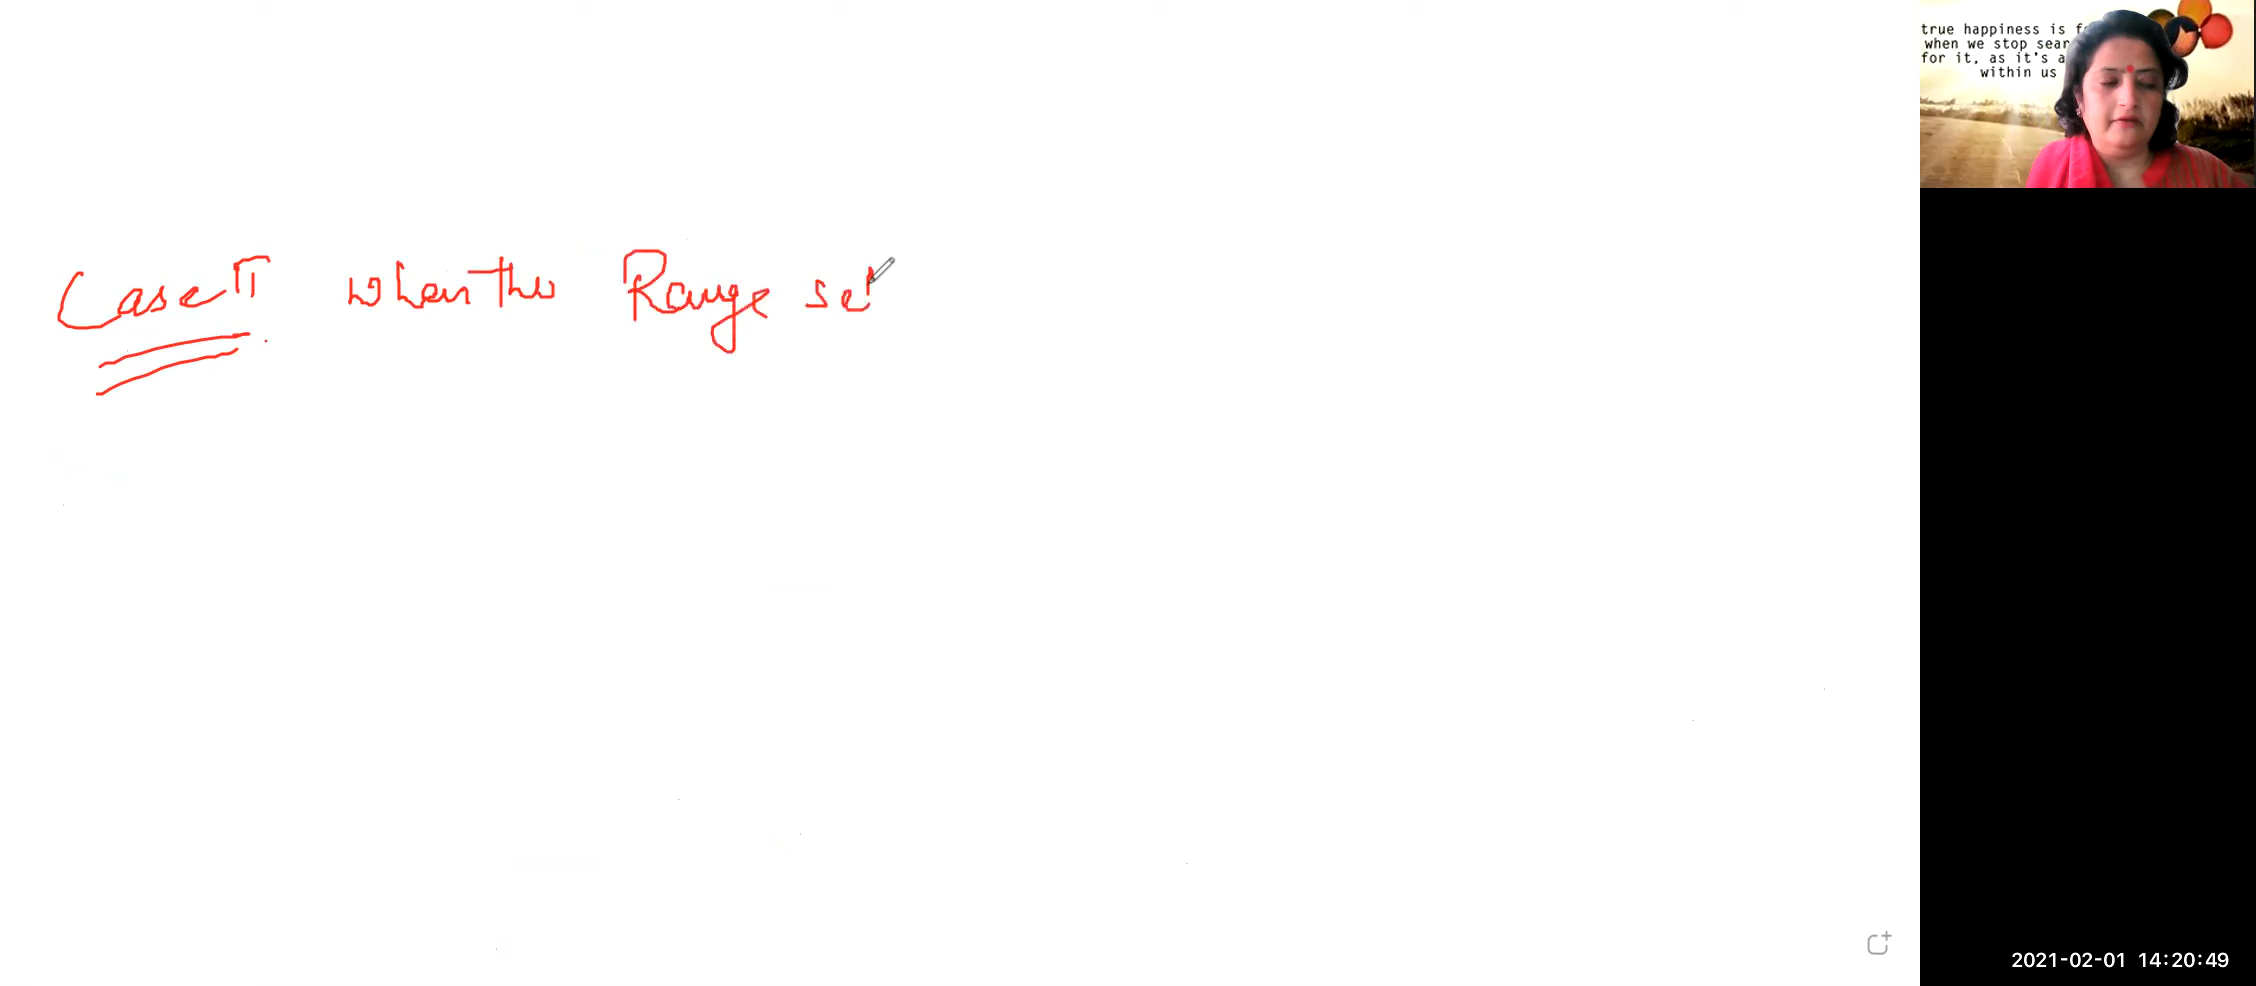 Case II when the Range set
true happiness is f
when we stop sear
for it, as it's a
within us
2021-02-01 14:20:49